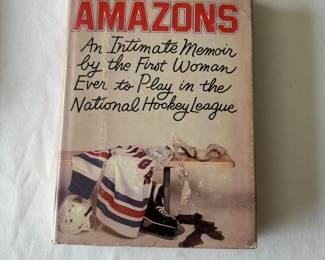 AMAZONS
An Intimate Memoir
by the First Woman
Ever to Play in the
National Hockey League